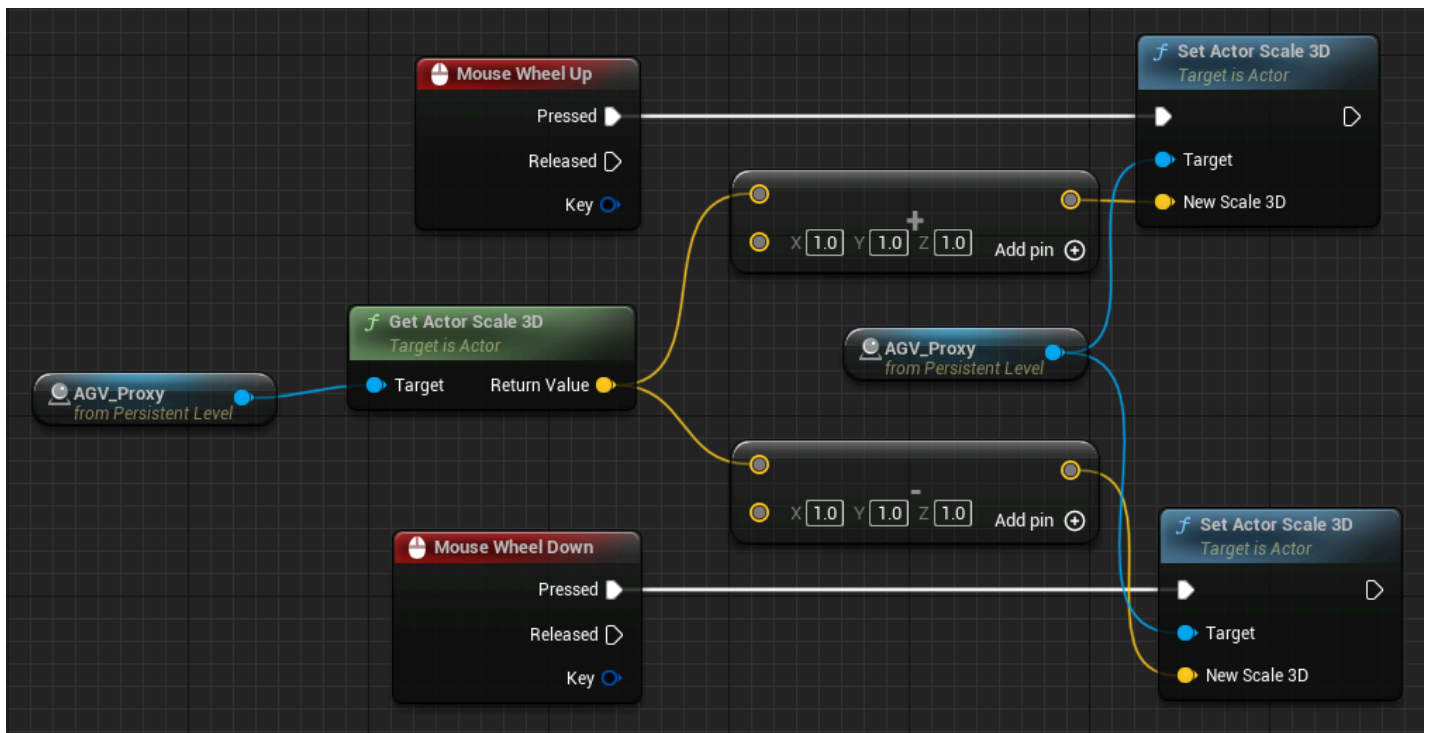 Mouse Wheel Up
Pressed
Released
Key
Set Actor Scale 3D
Target is Actor
Target
New Scale 3D
+
X 1.0 Y 1.0 Z 1.0 Add pin
f Get Actor Scale 3D
Target is Actor
Target Return Value
AGV_Proxy
from Persistent Level
AGV_Proxy
from Persistent Level
-
X 1.0 Y 1.0 Z 1.0 Add pin
Mouse Wheel Down
Pressed
Released
Key
f Set Actor Scale 3D
Target is Actor
Target
New Scale 3D